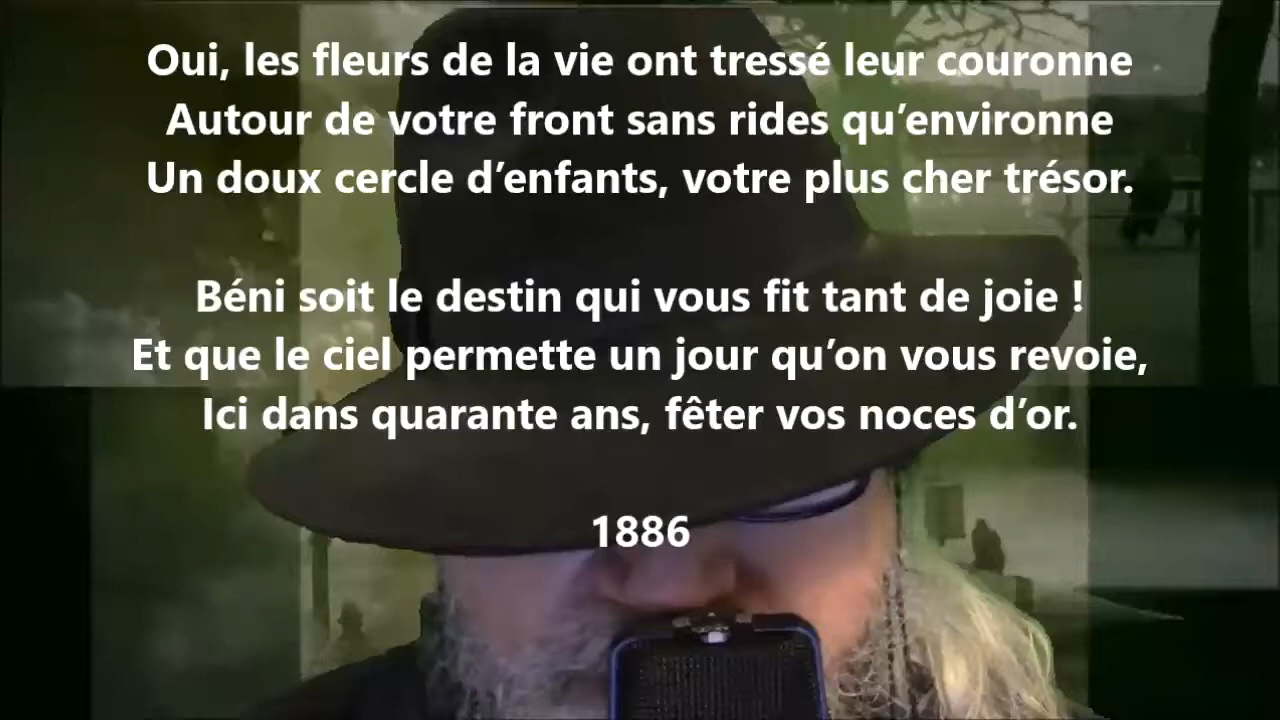 Oui, les fleurs de la vie ont tressé leur couronne
Autour de votre front sans rides qu’environne
Un doux cercle d’enfants, votre plus cher trésor.
Béni soit le destin qui vous fit tant de joie !
Et que le ciel permette un jour qu’on vous revoie,
Ici dans quarante ans, fêter vos noces d’or.
1886